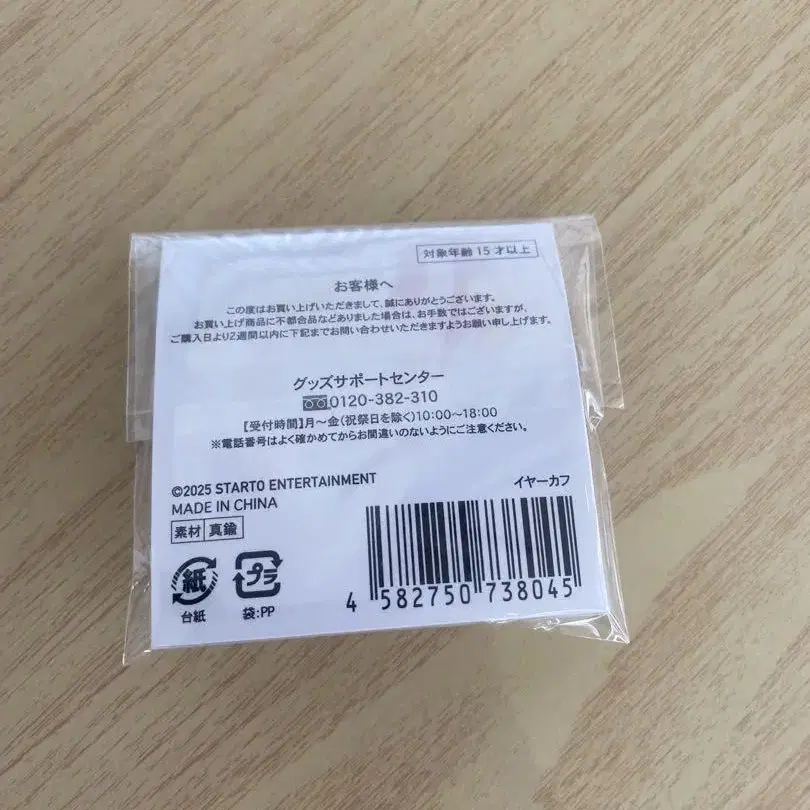 対象年齢15才以上
お客様へ
この度はお買い上げいただきまして、誠にありがとうございます。
お買い上げ商品に不都合品などありました場合は、お手数ではございますが、
ご購入日より2週間以内に下記までお問い合わせいただきますようお願い申し上げます。
グッズサポートセンター
0120-382-310
【受付時間】月〜金(祝祭日を除く)10:00〜18:00
※電話番号はよく確かめてからお間違いのないようにご注意ください。
©2025 STARTO ENTERTAINMENT
イヤーカフ
MADE IN CHINA
素材 真鍮
紙 プラ
台紙 袋:PP
4 582750 738045